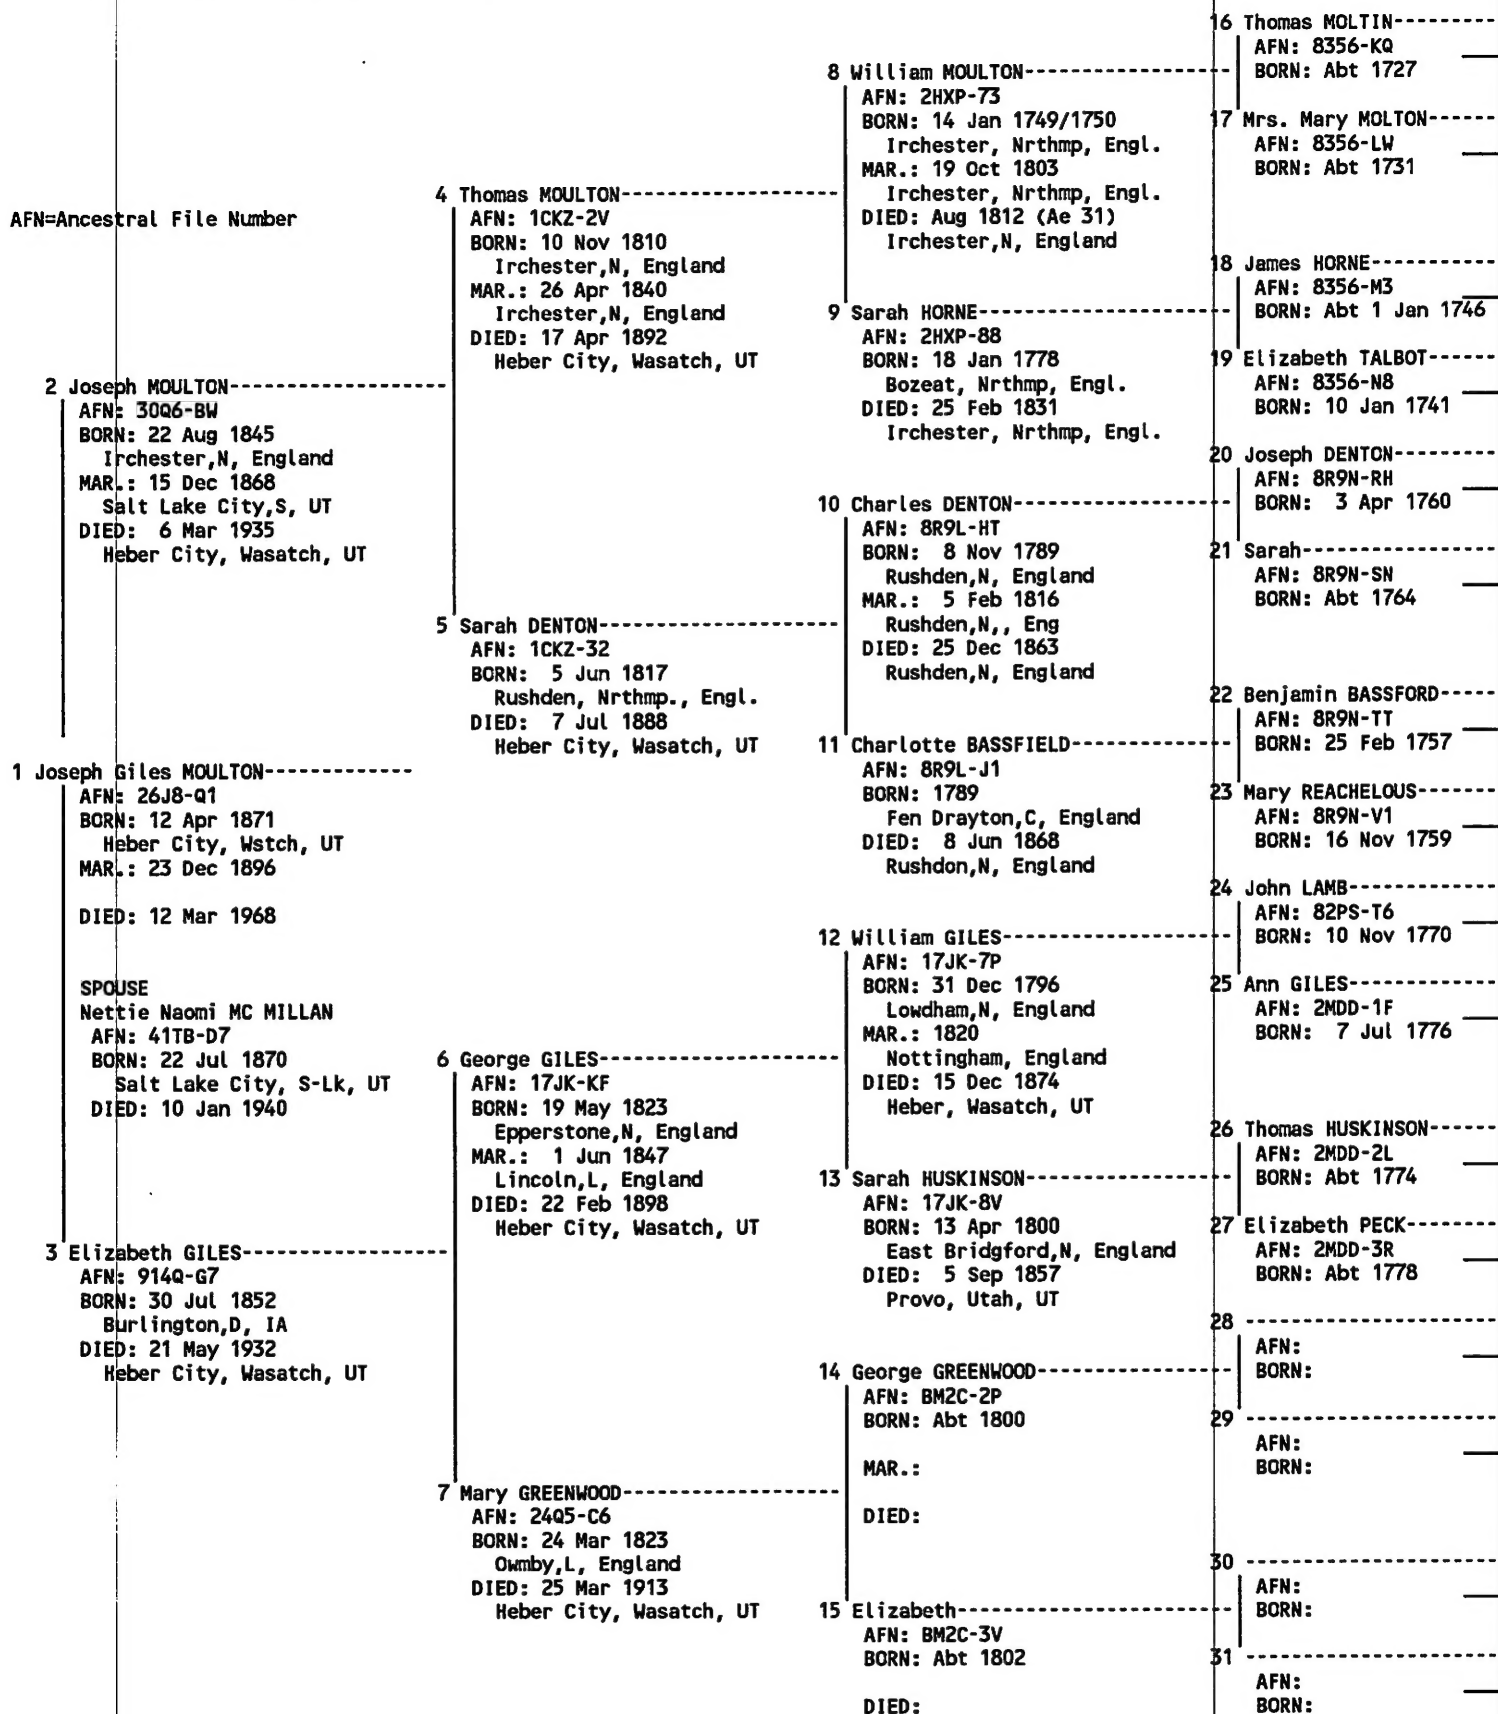 AFN=Ancestral File Number
1 Joseph Giles MOULTON------------
AFN: 26J8-Q1
BORN: 12 Apr 1871
Heber City, Wstch, UT
MAR.: 23 Dec 1896
DIED: 12 Mar 1968
SPOUSE
Nettie Naomi MC MILLAN
AFN: 41TB-D7
BORN: 22 Jul 1870
Salt Lake City, S-Lk, UT
DIED: 10 Jan 1940
2 Joseph MOULTON------------------
AFN: 30Q6-BW
BORN: 22 Aug 1845
Irchester,N, England
MAR.: 15 Dec 1868
Salt Lake City,S, UT
DIED: 6 Mar 1935
Heber City, Wasatch, UT
3 Elizabeth GILES-----------------
AFN: 914Q-G7
BORN: 30 Jul 1852
Burlington,D, IA
DIED: 21 May 1932
Heber City, Wasatch, UT
4 Thomas MOULTON------------------
AFN: 1CKZ-2V
BORN: 10 Nov 1810
Irchester,N, England
MAR.: 26 Apr 1840
Irchester,N, England
DIED: 17 Apr 1892
Heber City, Wasatch, UT
5 Sarah DENTON--------------------
AFN: 1CKZ-32
BORN: 5 Jun 1817
Rushden, Nrthmp., Engl.
DIED: 7 Jul 1888
Heber City, Wasatch, UT
6 George GILES--------------------
AFN: 17JK-KF
BORN: 19 May 1823
Epperstone,N, England
MAR.: 1 Jun 1847
Lincoln,L, England
DIED: 22 Feb 1898
Heber City, Wasatch, UT
7 Mary GREENWOOD------------------
AFN: 24Q5-C6
BORN: 24 Mar 1823
Owmby,L, England
DIED: 25 Mar 1913
Heber City, Wasatch, UT
8 William MOULTON-----------------
AFN: 2HXP-73
BORN: 14 Jan 1749/1750
Irchester, Nrthmp, Engl.
MAR.: 19 Oct 1803
Irchester, Nrthmp, Engl.
DIED: Aug 1812 (Ae 31)
Irchester,N, England
9 Sarah HORNE---------------------
AFN: 2HXP-88
BORN: 18 Jan 1778
Bozeat, Nrthmp, Engl.
DIED: 25 Feb 1831
Irchester, Nrthmp, Engl.
10 Charles DENTON------------------
AFN: 8R9L-HT
BORN: 8 Nov 1789
Rushden,N, England
MAR.: 5 Feb 1816
Rushden,N,, Eng
DIED: 25 Dec 1863
Rushden,N, England
11 Charlotte BASSFIELD-------------
AFN: 8R9L-J1
BORN: 1789
Fen Drayton,C, England
DIED: 8 Jun 1868
Rushdon,N, England
12 William GILES-------------------
AFN: 17JK-7P
BORN: 31 Dec 1796
Lowdham,N, England
MAR.: 1820
Nottingham, England
DIED: 15 Dec 1874
Heber, Wasatch, UT
13 Sarah HUSKINSON-----------------
AFN: 17JK-8V
BORN: 13 Apr 1800
East Bridgford,N, England
DIED: 5 Sep 1857
Provo, Utah, UT
14 George GREENWOOD----------------
AFN: BM2C-2P
BORN: Abt 1800
MAR.:
DIED:
15 Elizabeth-----------------------
AFN: BM2C-3V
BORN: Abt 1802
DIED:
16 Thomas MOLTIN---------
AFN: 8356-KQ
BORN: Abt 1727
17 Mrs. Mary MOLTON------
AFN: 8356-LW
BORN: Abt 1731
18 James HORNE-----------
AFN: 8356-M3
BORN: Abt 1 Jan 1746
19 Elizabeth TALBOT------
AFN: 8356-N8
BORN: 10 Jan 1741
20 Joseph DENTON---------
AFN: 8R9N-RH
BORN: 3 Apr 1760
21 Sarah-----------------
AFN: 8R9N-SN
BORN: Abt 1764
22 Benjamin BASSFORD-----
AFN: 8R9N-TT
BORN: 25 Feb 1757
23 Mary REACHELOUS-------
AFN: 8R9N-V1
BORN: 16 Nov 1759
24 John LAMB-------------
AFN: 82PS-T6
BORN: 10 Nov 1770
25 Ann GILES-------------
AFN: 2MDD-1F
BORN: 7 Jul 1776
26 Thomas HUSKINSON------
AFN: 2MDD-2L
BORN: Abt 1774
27 Elizabeth PECK--------
AFN: 2MDD-3R
BORN: Abt 1778
28 ----------------------
AFN:
BORN:
29 ----------------------
AFN:
BORN:
30 ----------------------
AFN:
BORN:
31 ----------------------
AFN:
BORN: